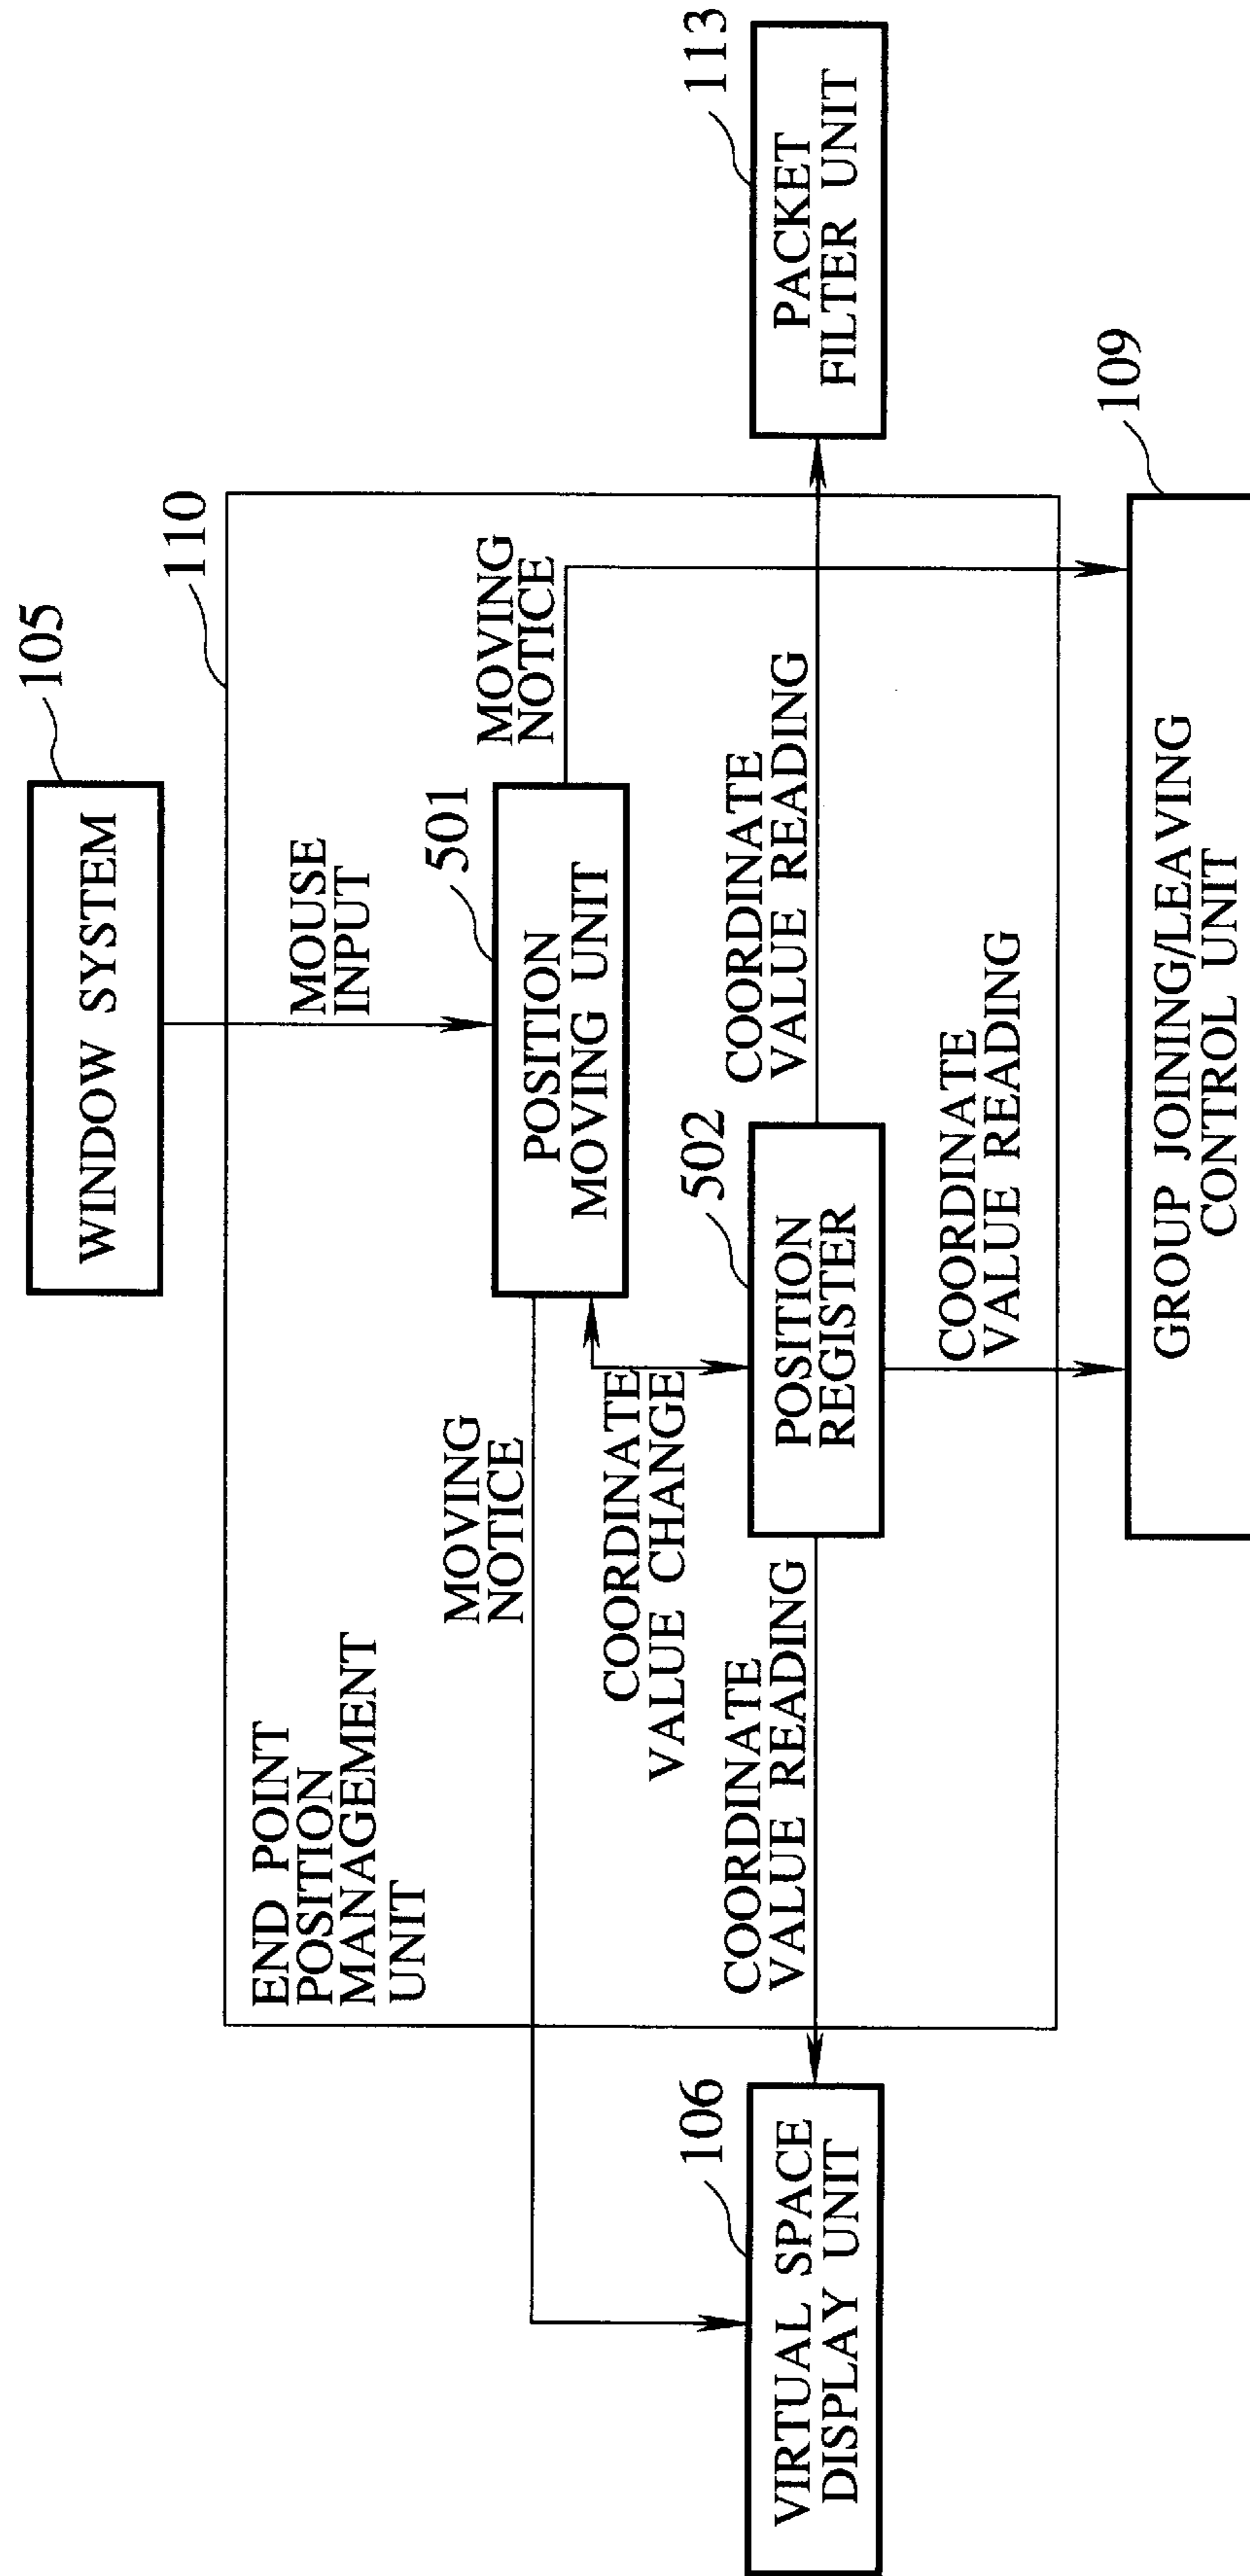 105
WINDOW SYSTEM
110
END POINT
POSITION
MANAGEMENT
UNIT
MOUSE
INPUT
MOVING
NOTICE
501
POSITION
MOVING UNIT
MOVING
NOTICE
COORDINATE
VALUE CHANGE
106
VIRTUAL SPACE
DISPLAY UNIT
COORDINATE
VALUE READING
502
POSITION
REGISTER
COORDINATE
VALUE READING
113
PACKET
FILTER UNIT
COORDINATE
VALUE READING
109
GROUP JOINING/LEAVING
CONTROL UNIT